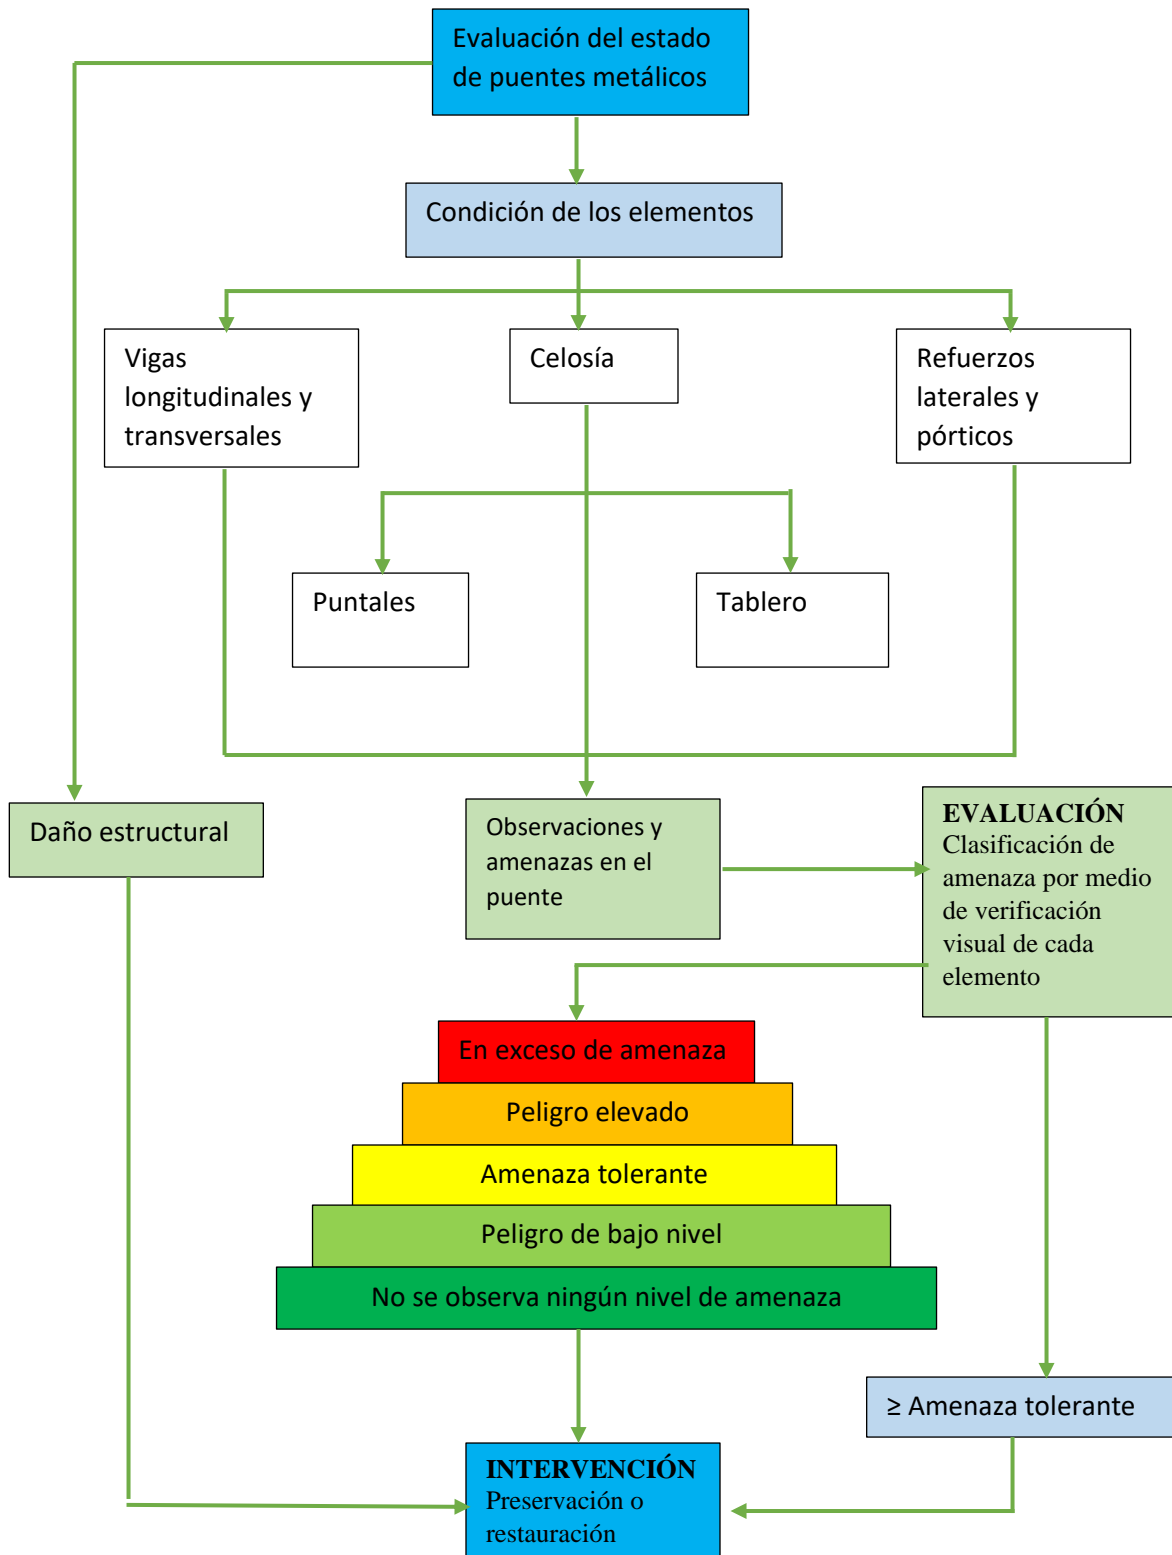 Evaluación del estado
de puentes metálicos
Condición de los elementos
Vigas
longitudinales y
transversales
Celosía
Refuerzos
laterales y
pórticos
Puntales
Tablero
Daño estructural
Observaciones y
amenazas en el
puente
EVALUACIÓN
Clasificación de
amenaza por medio
de verificación
visual de cada
elemento
En exceso de amenaza
Peligro elevado
Amenaza tolerante
Peligro de bajo nivel
No se observa ningún nivel de amenaza
≥ Amenaza tolerante
INTERVENCIÓN
Preservación o
restauración